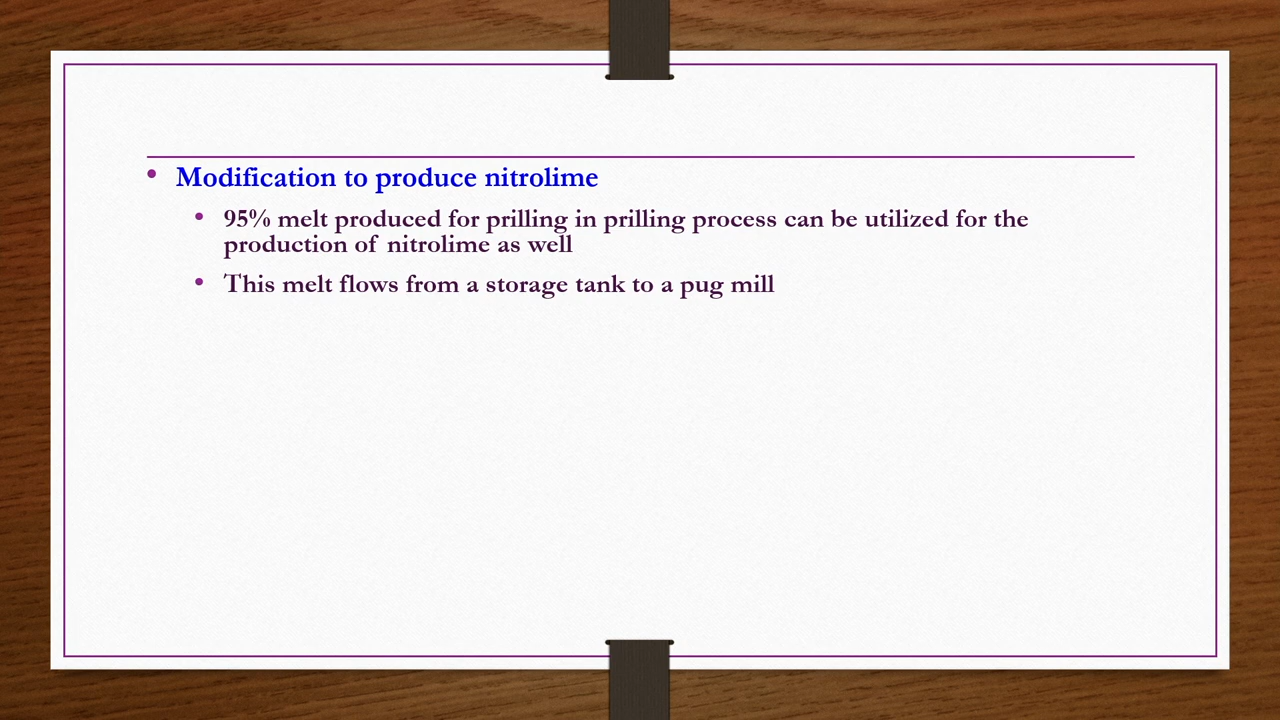 Modification to produce nitrolime
95% melt produced for prilling in prilling process can be utilized for the
production of nitrolime as well
This melt flows from a storage tank to a pug mill